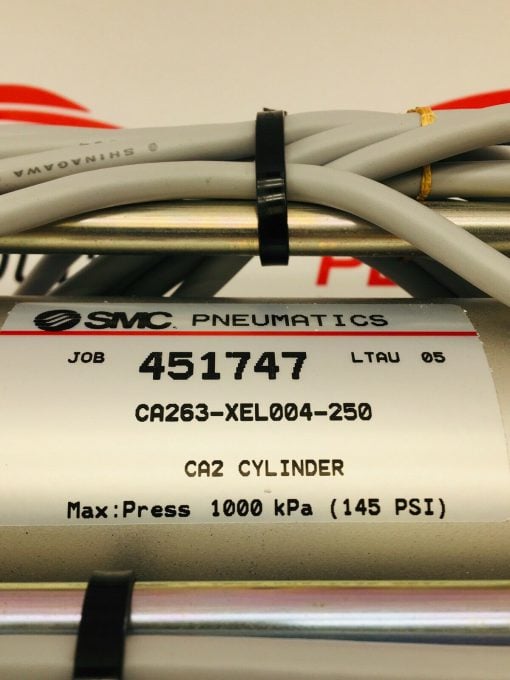 SHINAGAWA
SMC PNEUMATICS
JOB 451747 LTAU 05
CA263-XEL004-250
CA2 CYLINDER
Max:Press 1000 kPa (145 PSI)